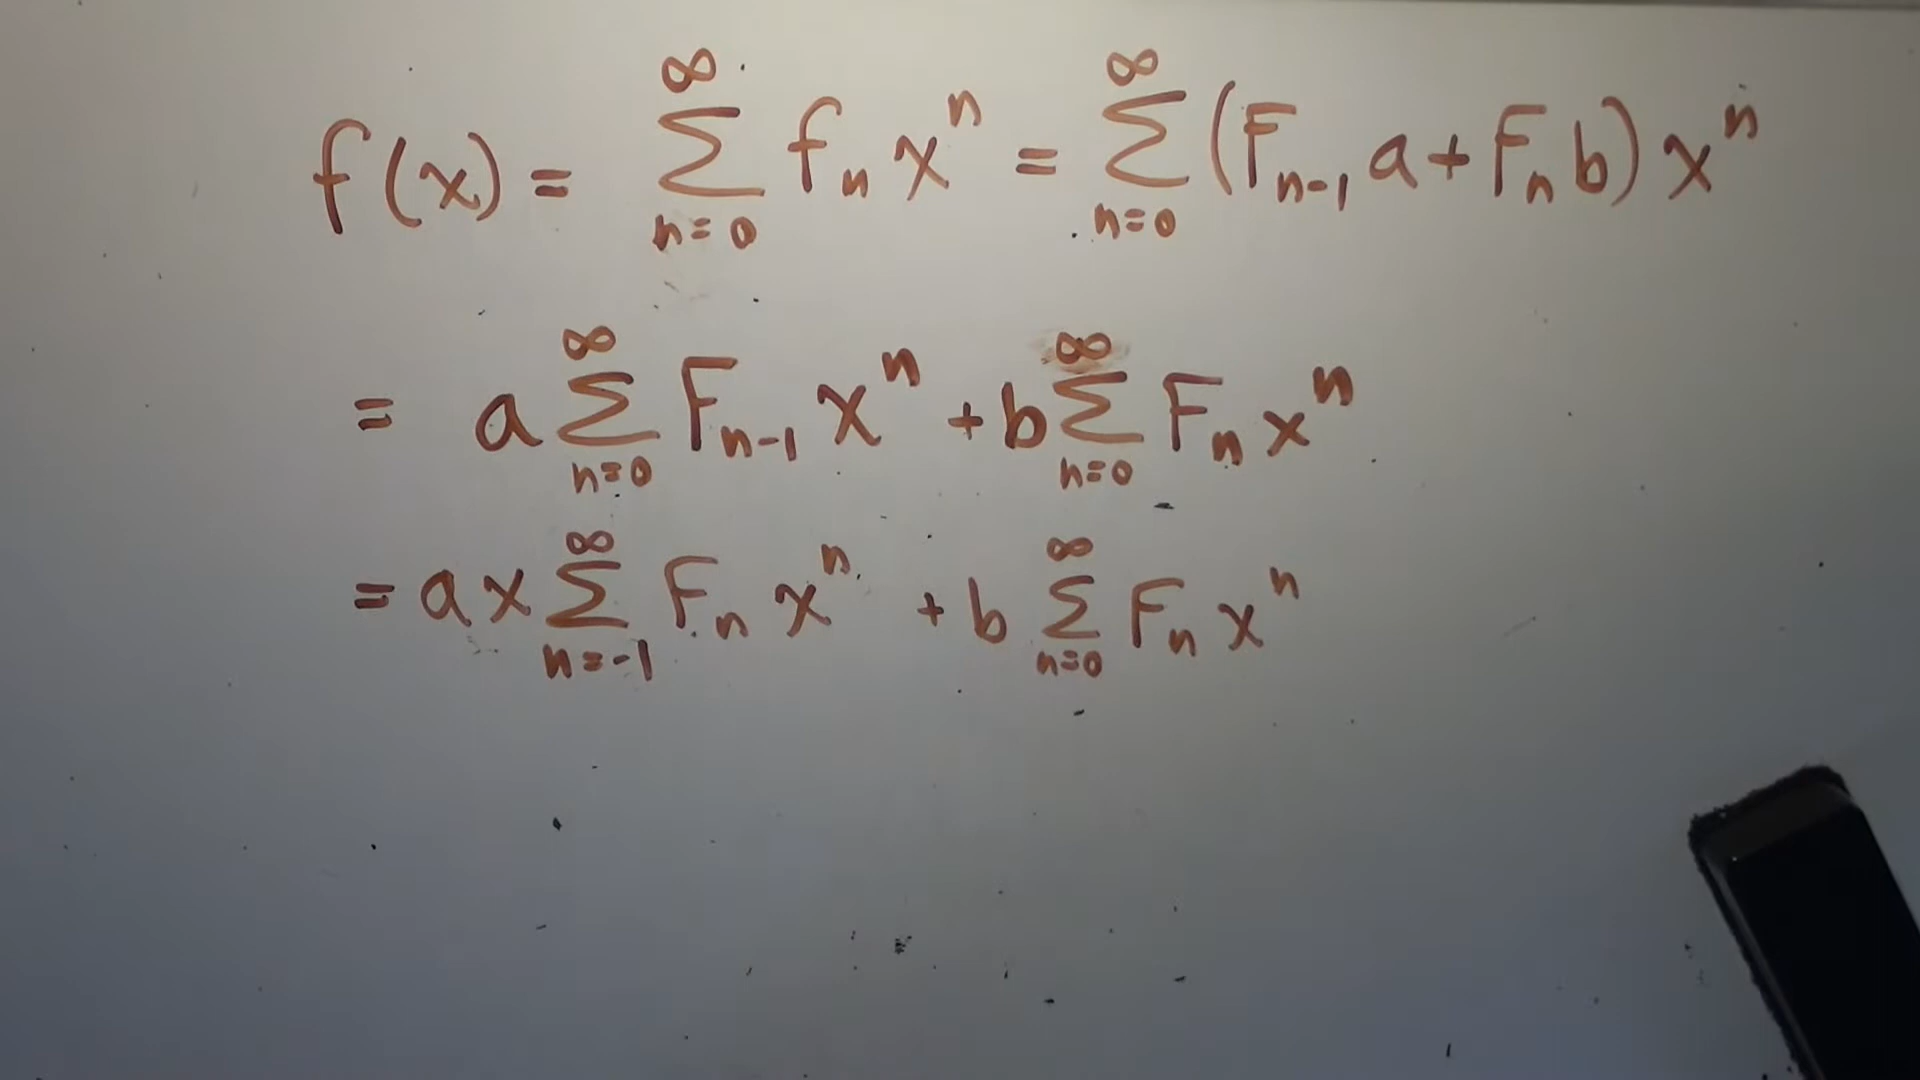 f(x) = ∑_{n=0}^{∞} f_n x^n = ∑_{n=0}^{∞} (F_{n-1} a + F_n b) x^n
= a ∑_{n=0}^{∞} F_{n-1} x^n + b ∑_{n=0}^{∞} F_n x^n
= a x ∑_{n=-1}^{∞} F_n x^n + b ∑_{n=0}^{∞} F_n x^n